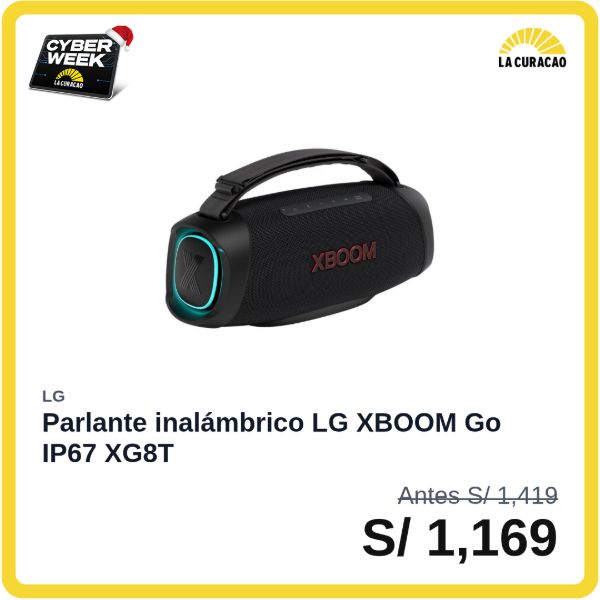 CYBER
WEEK
LA CURACAO
LA CURACAO
XBOOM
LG
Parlante inalámbrico LG XBOOM Go
IP67 XG8T
Antes S/ 1,419
S/ 1,169